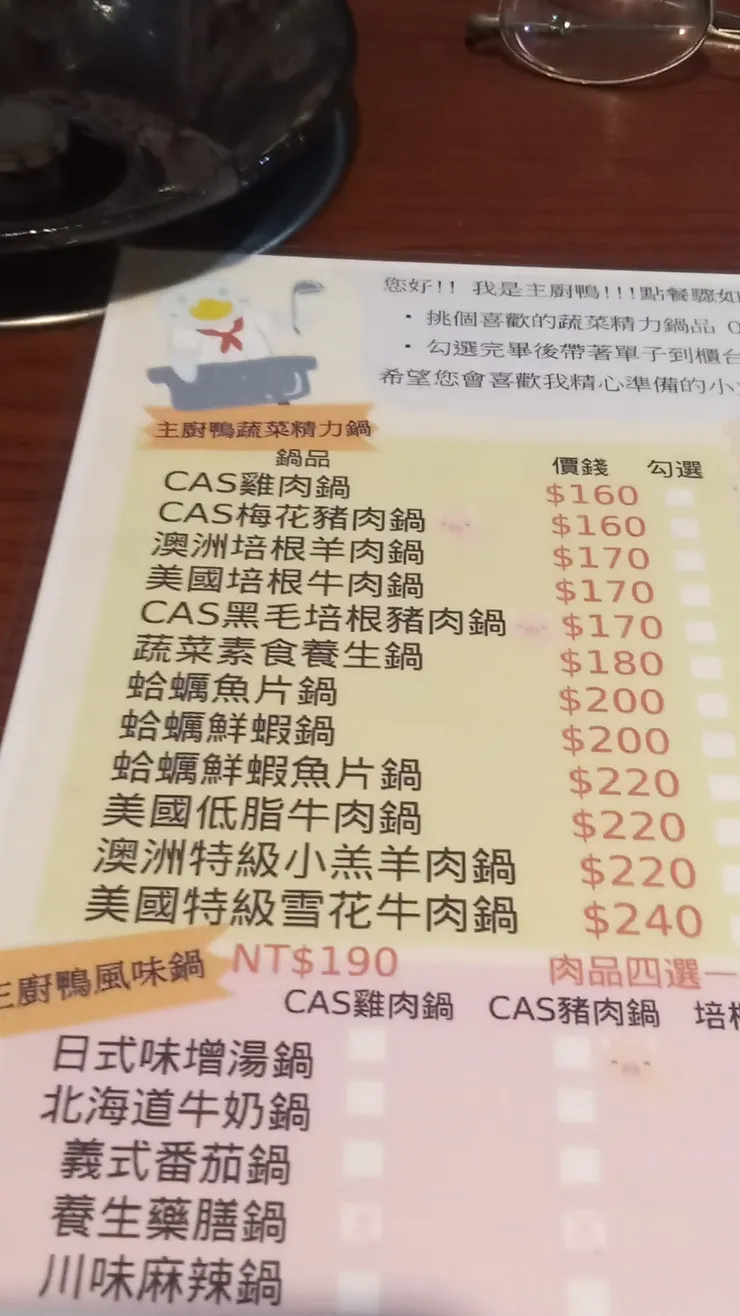 您好!! 我是主廚鴨!!!點餐驟如
・挑個喜歡的蔬菜精力鍋品
・勾選完畢後帶著單子到櫃台
希望您會喜歡我精心準備的小
主廚鴨蔬菜精力鍋
鍋品 價錢 勾選
CAS雞肉鍋 $160
CAS梅花豬肉鍋 $160
澳洲培根羊肉鍋 $170
美國培根牛肉鍋 $170
CAS黑毛培根豬肉鍋 $170
蔬菜素食養生鍋 $180
蛤蠣魚片鍋 $200
蛤蠣鮮蝦鍋 $200
蛤蠣鮮蝦魚片鍋 $220
美國低脂牛肉鍋 $220
澳洲特級小羔羊肉鍋 $220
美國特級雪花牛肉鍋 $240
主廚鴨風味鍋 NT$190 肉品四選一
CAS雞肉鍋 CAS豬肉鍋 培根
日式味增湯鍋
北海道牛奶鍋
義式番茄鍋
養生藥膳鍋
川味麻辣鍋